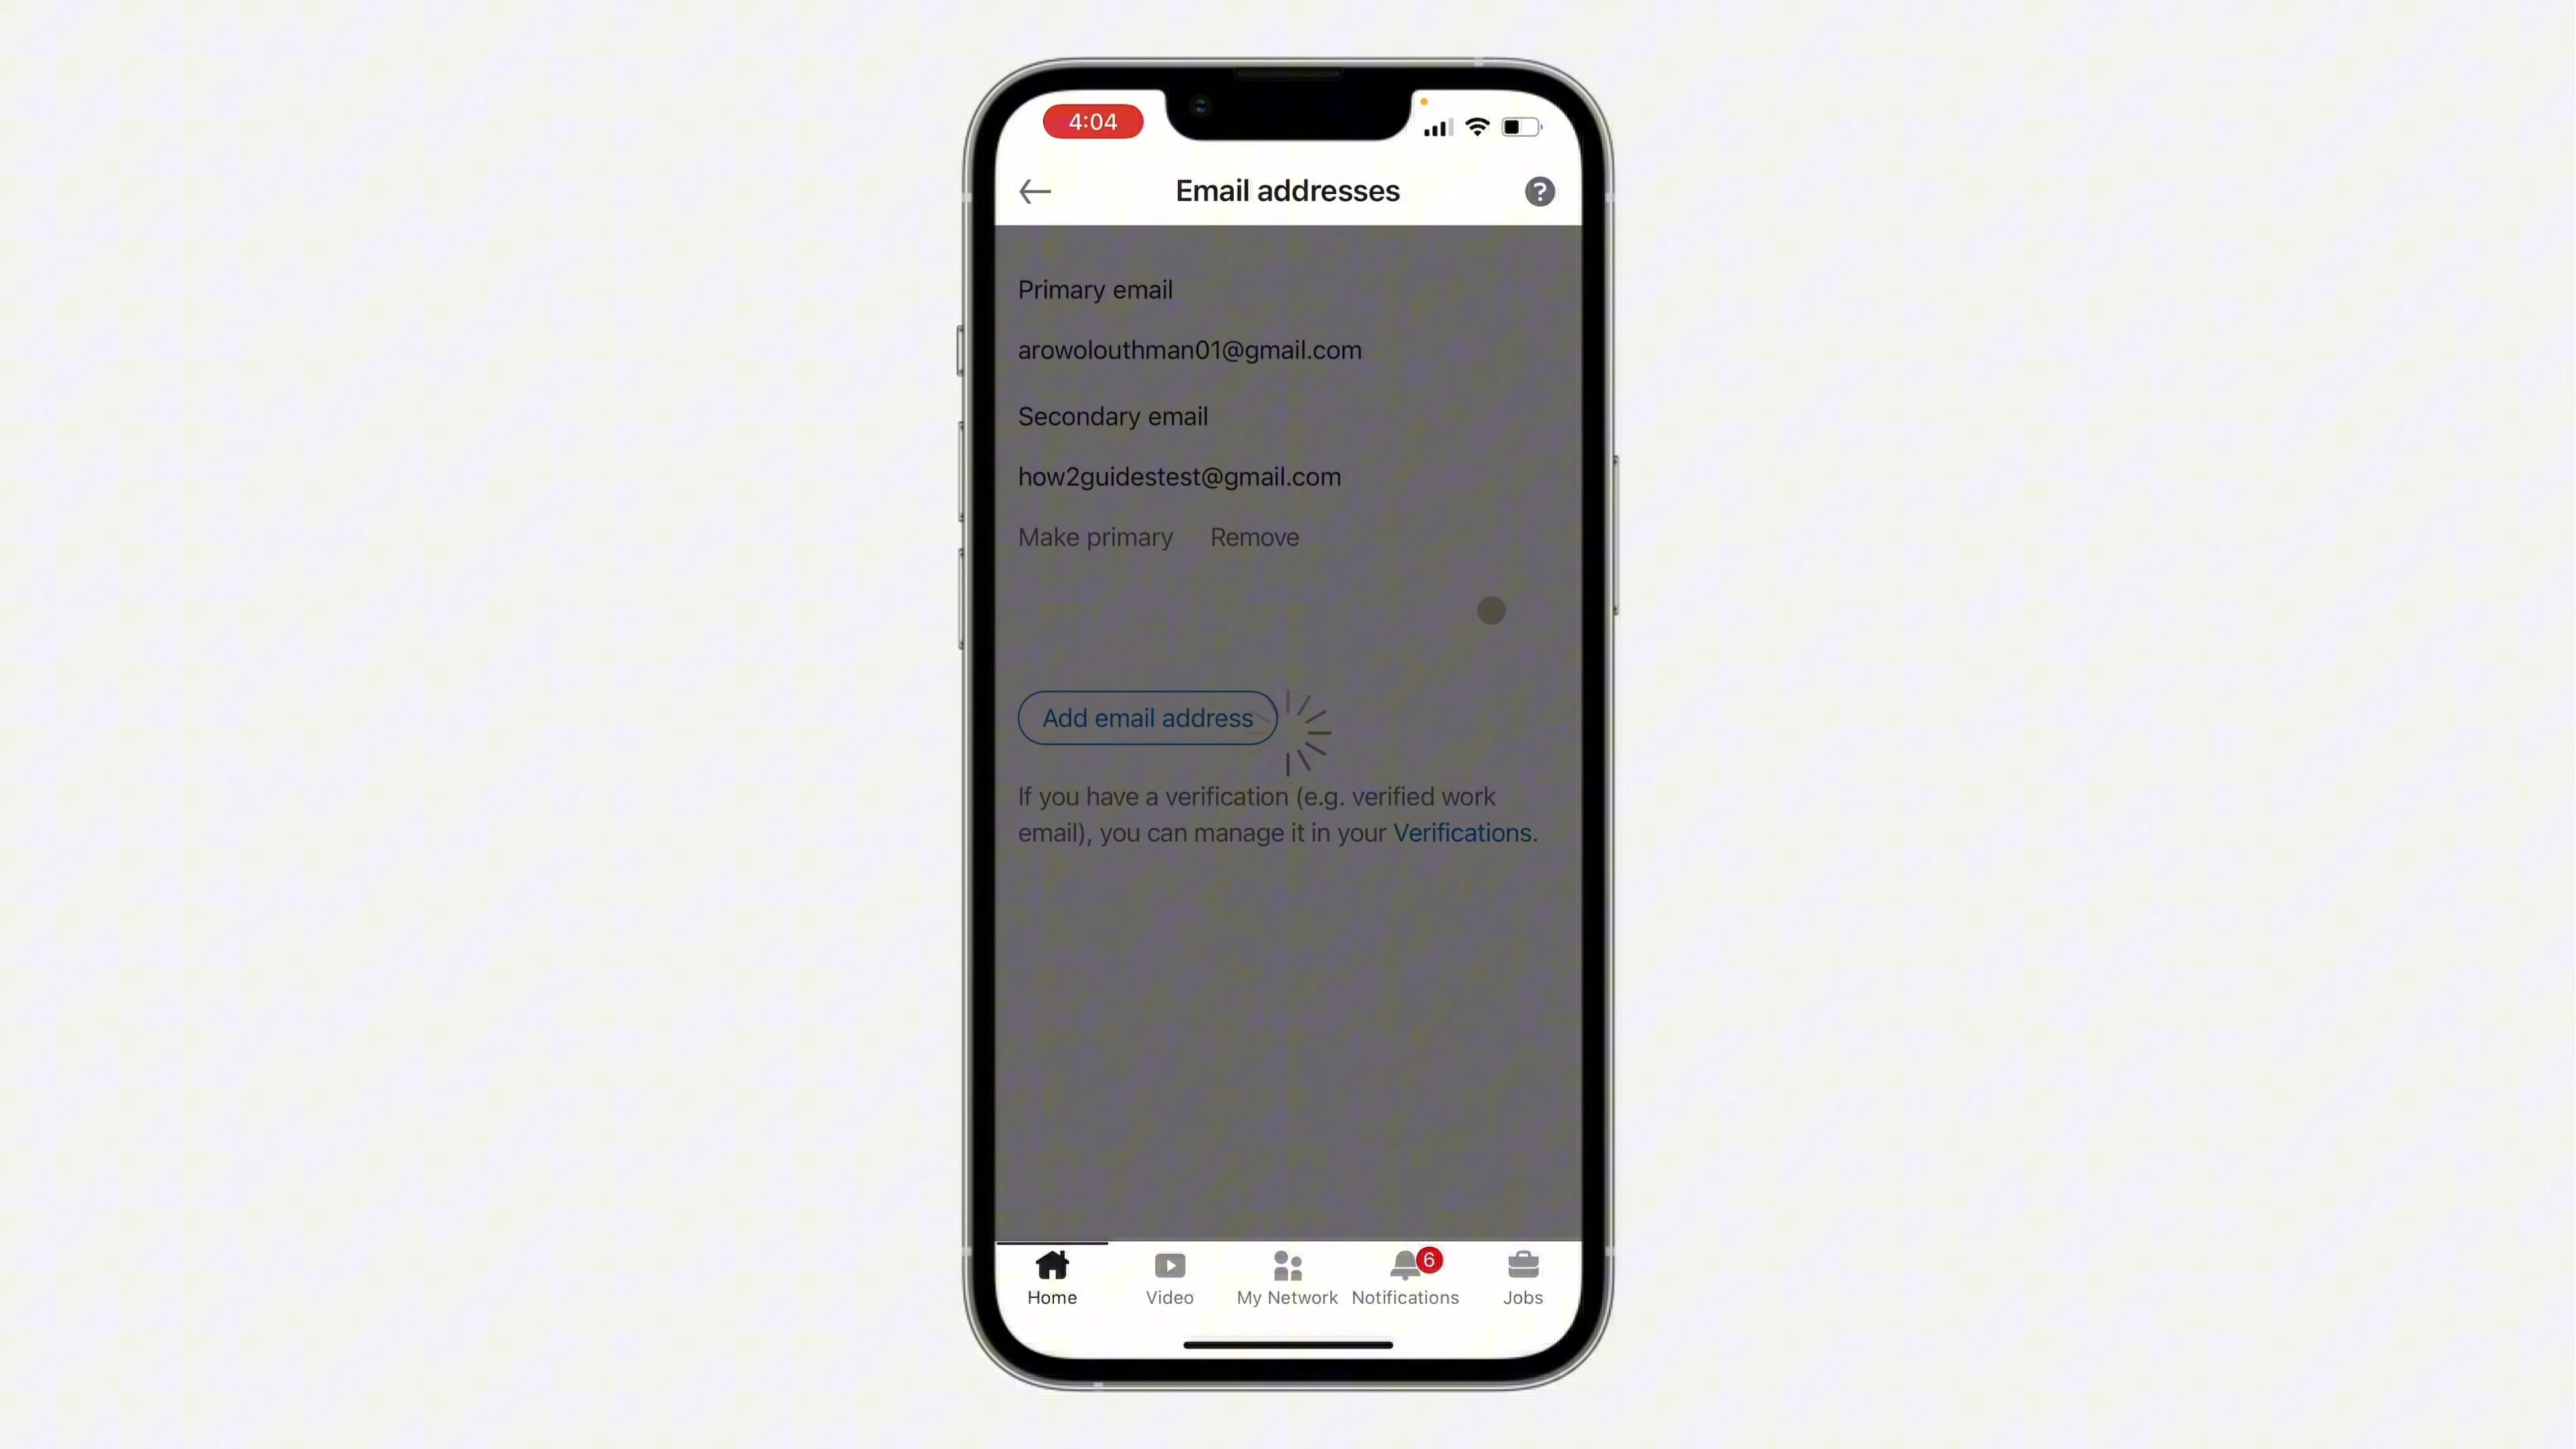 4:04
Email addresses
?
Primary email
arowolouthman01@gmail.com
Secondary email
how2guidestest@gmail.com
Make primary Remove
Add email address
If you have a verification (e.g. verified work
email), you can manage it in your Verifications.
6
Home Video My Network Notifications Jobs